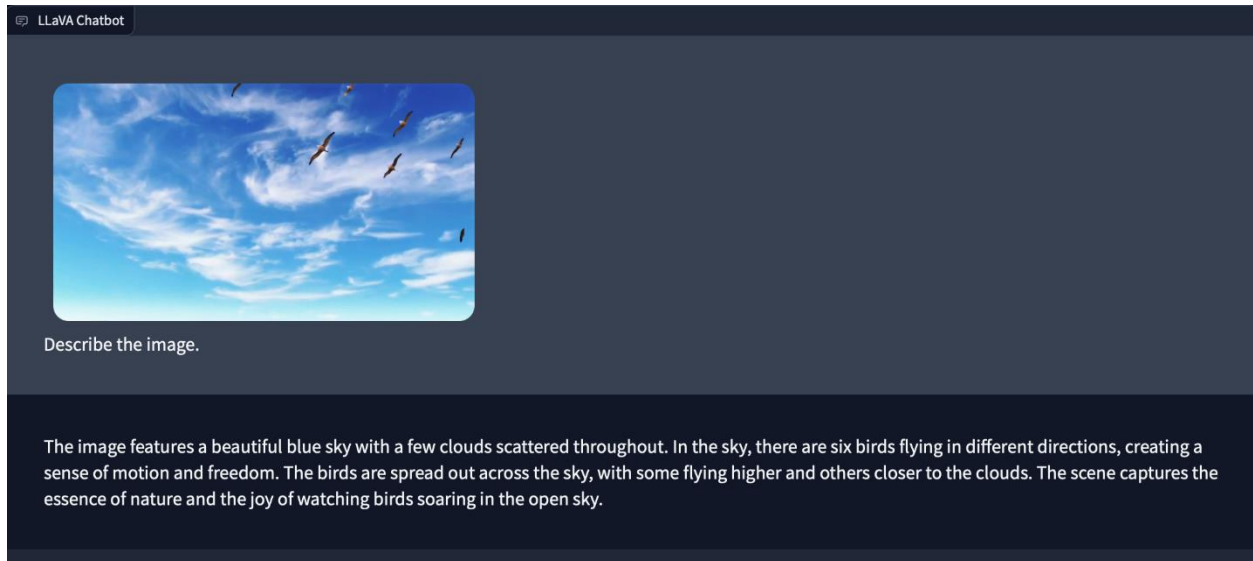 LLaVA Chatbot
Describe the image.
The image features a beautiful blue sky with a few clouds scattered throughout. In the sky, there are six birds flying in different directions, creating a
sense of motion and freedom. The birds are spread out across the sky, with some flying higher and others closer to the clouds. The scene captures the
essence of nature and the joy of watching birds soaring in the open sky.